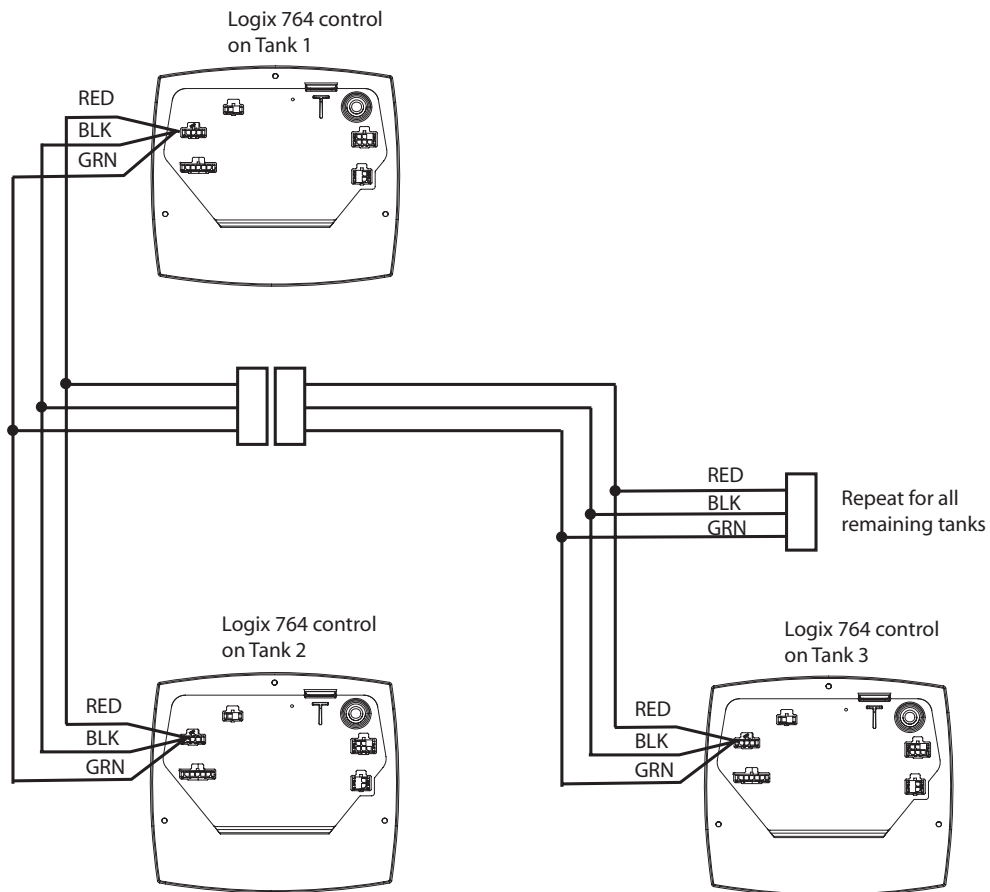 Logix 764 control
on Tank 1
RED
BLK
GRN
RED
BLK
GRN
Repeat for all
remaining tanks
Logix 764 control
on Tank 2
RED
BLK
GRN
Logix 764 control
on Tank 3
RED
BLK
GRN